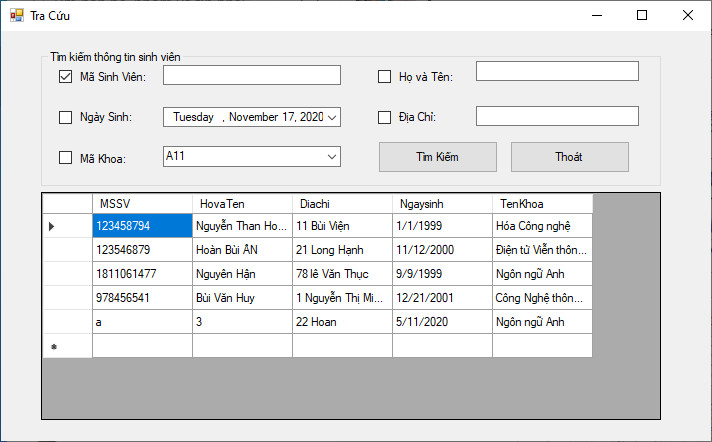 Tra Cứu
Tìm kiếm thông tin sinh viên
Mã Sinh Viên: Họ và Tên:
Ngày Sinh: Tuesday , November 17, 2020 Địa Chỉ:
Mã Khoa: A11 Tìm Kiếm Thoát
MSSV HovaTen Diachi Ngaysinh TenKhoa
123458794 Nguyễn Than Ho... 11 Bùi Viện 1/1/1999 Hóa Công nghệ
123546879 Hoàn Bùi ÂN 21 Long Hạnh 11/12/2000 Điện tử Viễn thôn...
1811061477 Nguyên Hận 78 lê Văn Thục 9/9/1999 Ngôn ngữ Anh
978456541 Bùi Văn Huy 1 Nguyễn Thị Mi... 12/21/2001 Công Nghệ thôn...
a 3 22 Hoan 5/11/2020 Ngôn ngữ Anh